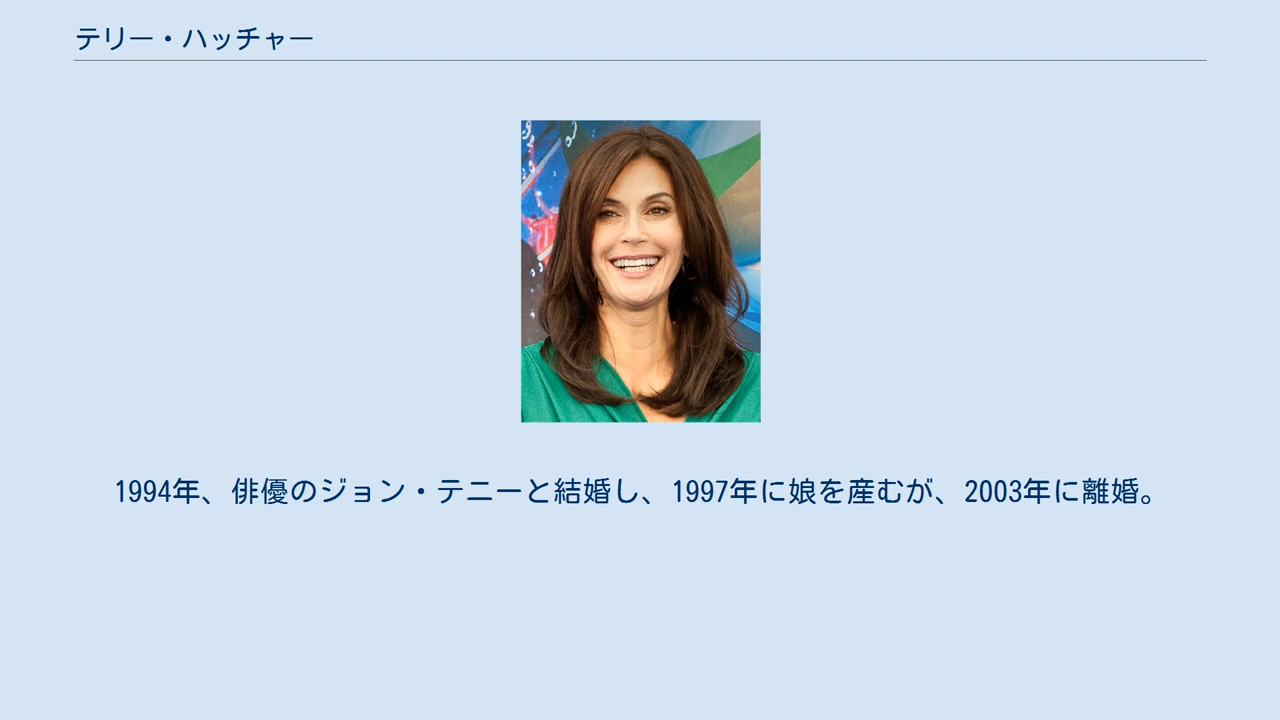 テリー・ハッチャー
1994年、俳優のジョン・テニーと結婚し、1997年に娘を産むが、2003年に離婚。